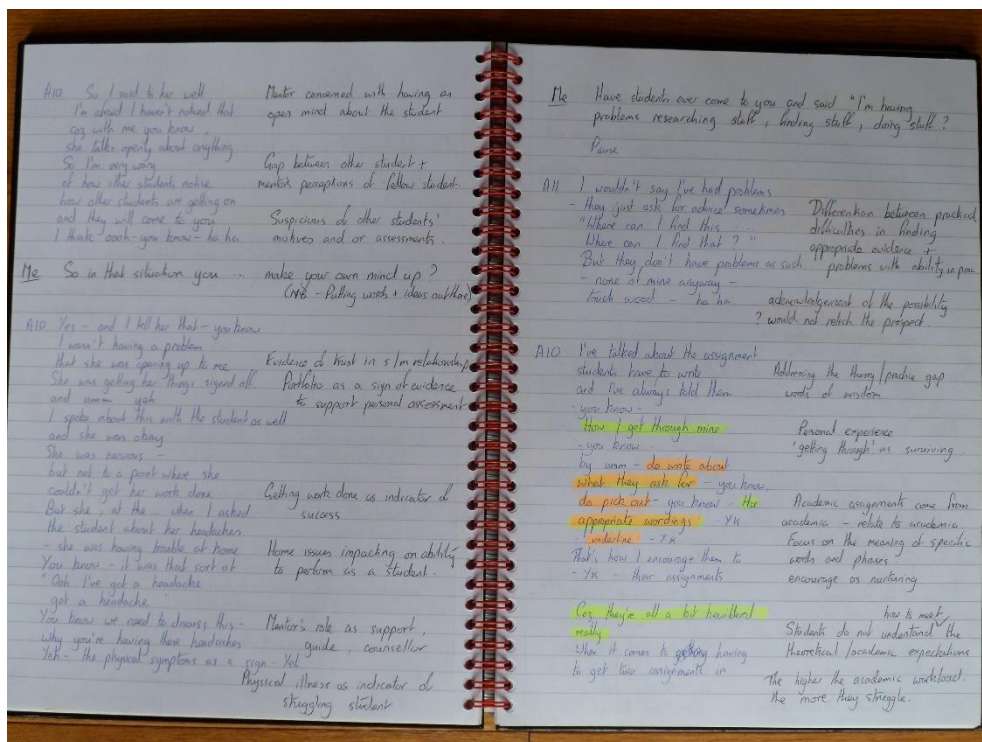 A10 So I said to her well
I'm afraid I haven't noticed that
coz with me you know,
she talks openly about anything
So I'm very wary
of how other students notice
how other students are getting on
and they will come to you
I think oooh - you know - ha ha
Mentor concerned with having an
open mind about the student
Gap between other student +
mentors perceptions of fellow student.
Suspicious of other students'
motives and or assessments.
Me So in that situation you ... make your own mind up?
(NB - Putting words + ideas out there)
A10 Yes - and I tell her that - you know
I wasn't having a problem
that she was opening up to me
She was getting her things signed off
and umm yeh
I spoke about this with the student as well
and she was okay
She was nervous -
but not to a point where she
couldn't get her work done
But she, at the .. when I asked
the student about her headaches
- she was having trouble at home
You know - it was that sort of
"Ooh I've got a headache
got a headache"
You know we need to discuss this -
why you're having these headaches
Yeh - the physical symptoms as a sign - Yeh
Evidence of trust in s/m relationship
Portfolio as a sign of evidence
to support personal assessment
Getting work done as indicator of
success
Home issues impacting on ability
to perform as a student.
Mentor's role as support,
guide, counsellor
Physical illness as indicator of
struggling student
Me Have students ever come to you and said "I'm having
problems researching stuff, finding stuff, doing stuff?
Pause
A11 I wouldn't say I've had problems
- they just ask for advice sometimes
"Where can I find this ...
Where can I find that?"
But they don't have problems as such
- none of mine anyway -
touch wood - ha ha
Differention between practical
difficulties in finding
appropriate evidence +
problems with ability in prac
acknowledgement of the possibility
? would not relish the prospect.
A10 I've talked about the assignment
students have to write
and I've always told them
- you know -
How I got through mine
- you know
by umm - do write about
what they ask for - you know.
do pick out - you know - the
appropriate wordings -
- underline -
That's how I encourage them to
- their assignments
Coz they're all a bit bewildered
really
When it comes to having
to get two assignments in
Addressing the theory/practice gap
words of wisdom
Personal experience
'getting through' as surviving
Academic assignments come from
academia - relate to academia
Focus on the meaning of specific
words and phases
encourage as nurturing
how to meet
Students do not understand the
theoretical/academic expectations
The higher the academic workload.
the more they struggle.